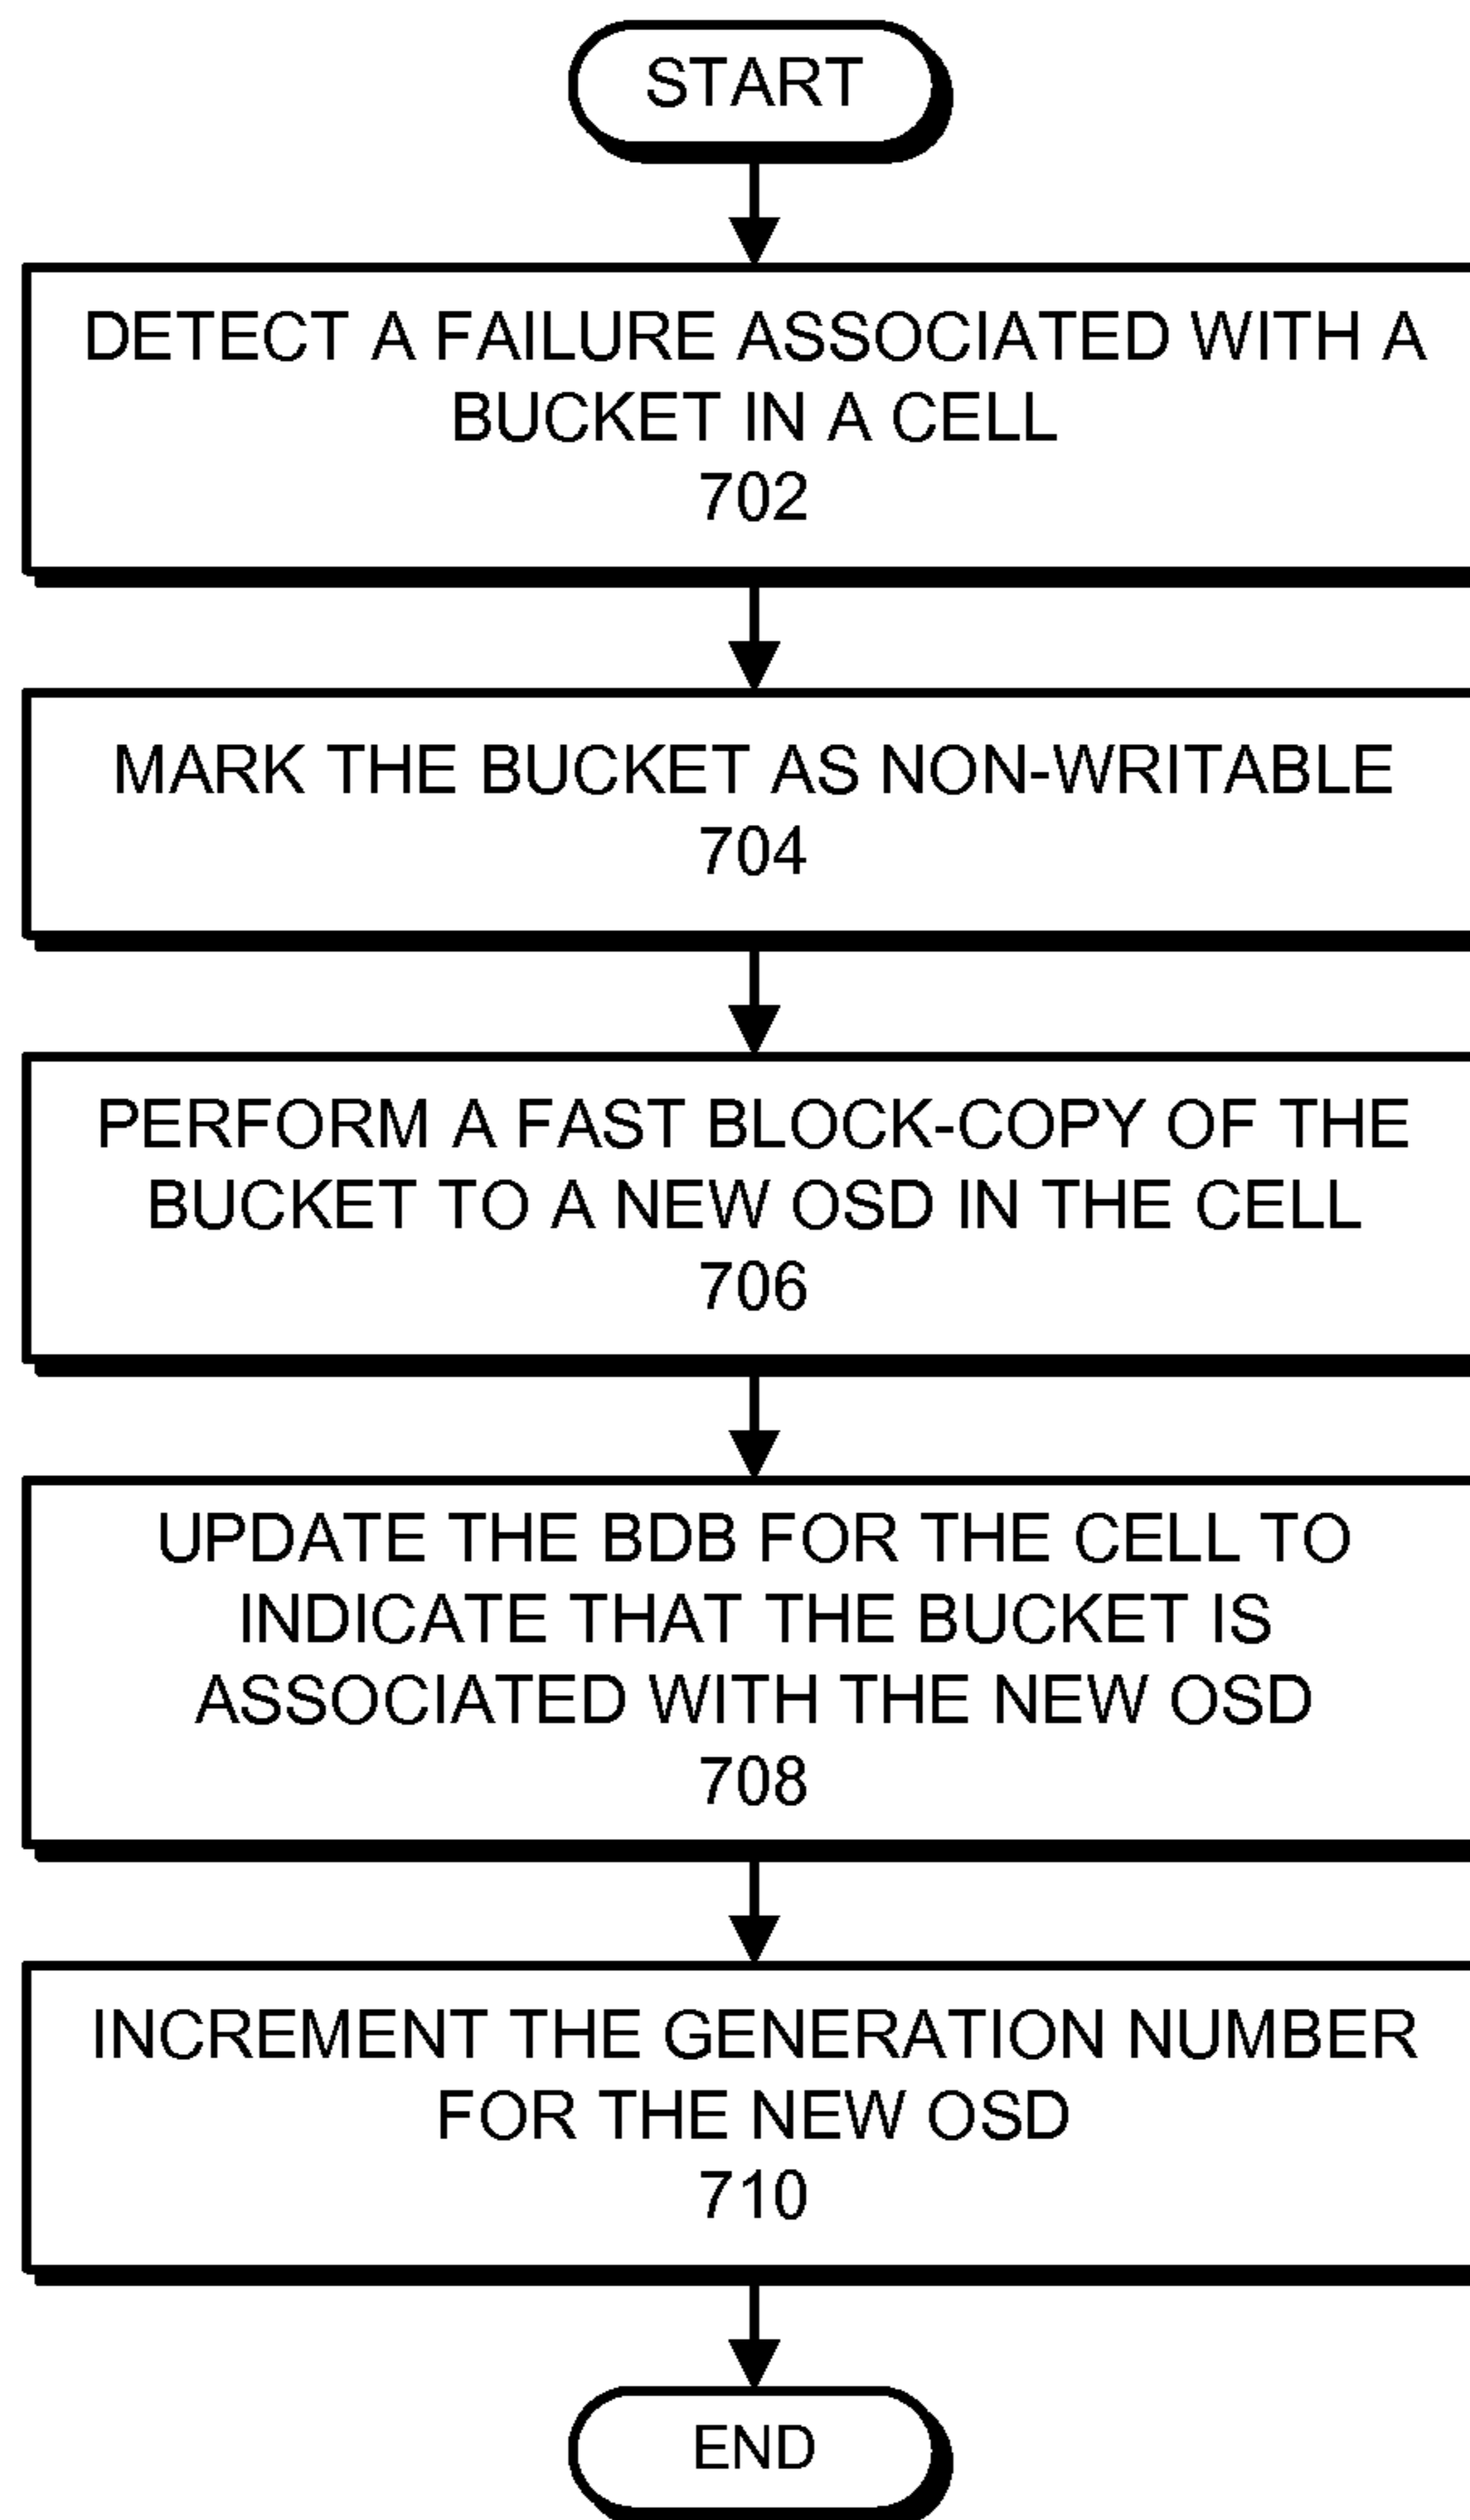 START
DETECT A FAILURE ASSOCIATED WITH A
BUCKET IN A CELL
702
MARK THE BUCKET AS NON-WRITABLE
704
PERFORM A FAST BLOCK-COPY OF THE
BUCKET TO A NEW OSD IN THE CELL
706
UPDATE THE BDB FOR THE CELL TO
INDICATE THAT THE BUCKET IS
ASSOCIATED WITH THE NEW OSD
708
INCREMENT THE GENERATION NUMBER
FOR THE NEW OSD
710
END